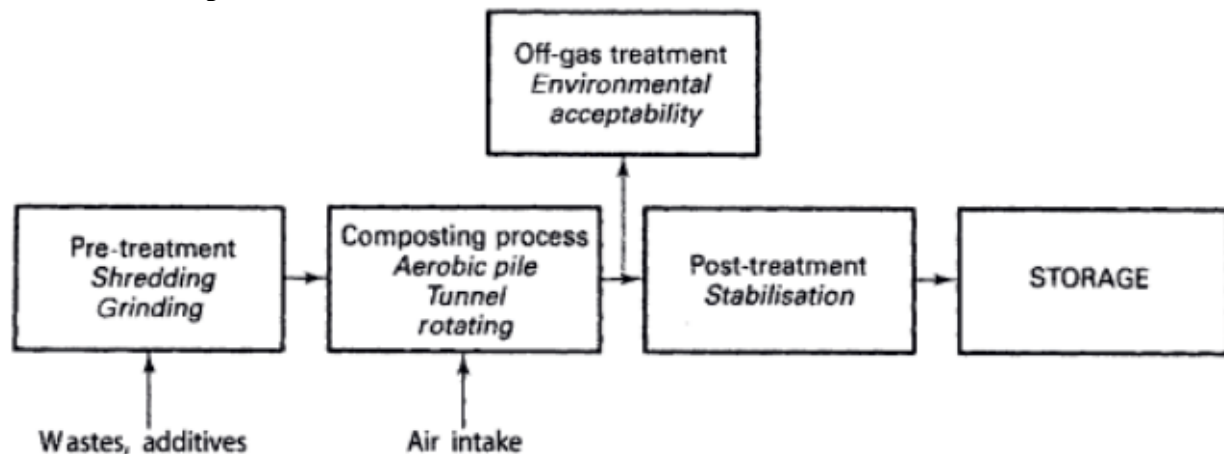 Off-gas treatment
Environmental
acceptability
Pre-treatment
Shredding
Grinding
Composting process
Aerobic pile
Tunnel
rotating
Post-treatment
Stabilisation
STORAGE
Wastes, additives
Air intake